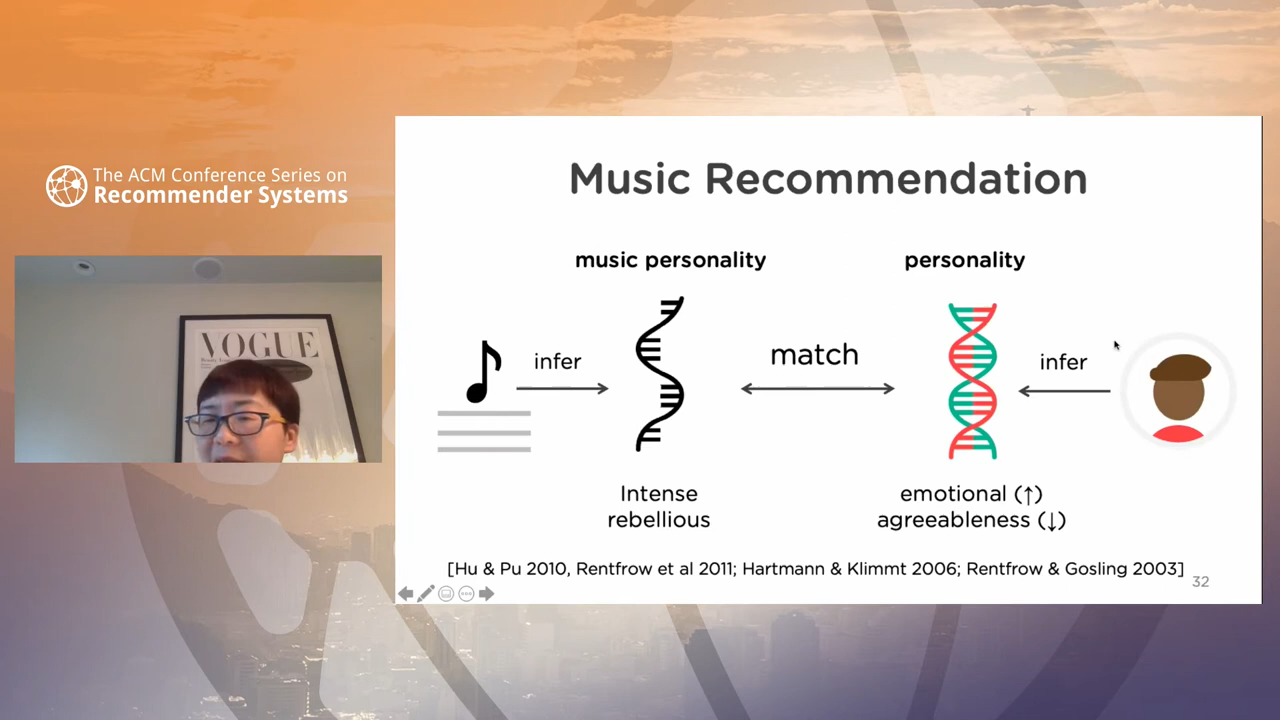 The ACM Conference Series on
Recommender Systems
VOGUE
Music Recommendation
music personality
personality
infer
match
infer
Intense
rebellious
emotional (↑)
agreeableness (↓)
[Hu & Pu 2010, Rentfrow et al 2011; Hartmann & Klimmt 2006; Rentfrow & Gosling 2003]
32